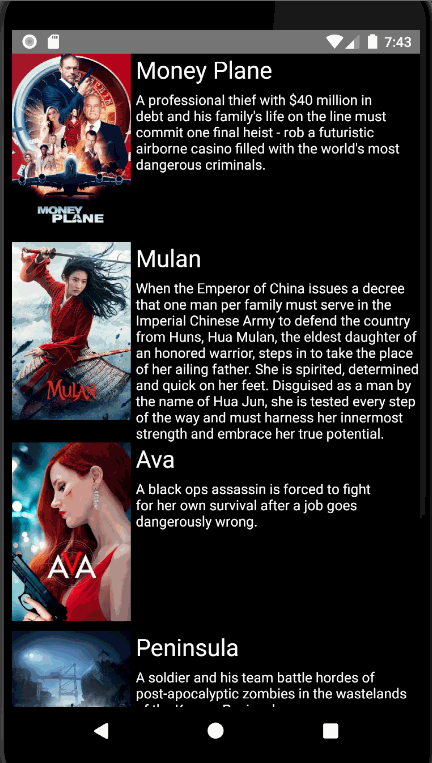 7:43
Money Plane
A professional thief with $40 million in
debt and his family's life on the line must
commit one final heist - rob a futuristic
airborne casino filled with the world's most
dangerous criminals.
MONEY
PLANE
Mulan
When the Emperor of China issues a decree
that one man per family must serve in the
Imperial Chinese Army to defend the country
from Huns, Hua Mulan, the eldest daughter of
an honored warrior, steps in to take the place
of her ailing father. She is spirited, determined
and quick on her feet. Disguised as a man by
the name of Hua Jun, she is tested every step
of the way and must harness her innermost
strength and embrace her true potential.
MULAN
Ava
A black ops assassin is forced to fight
for her own survival after a job goes
dangerously wrong.
AVA
Peninsula
A soldier and his team battle hordes of
post-apocalyptic zombies in the wastelands